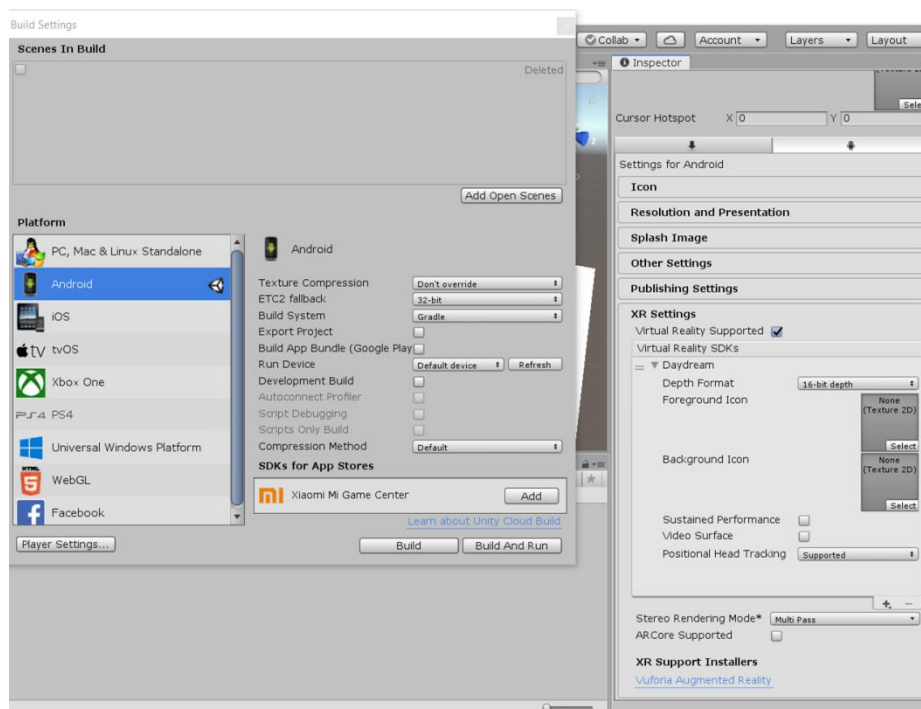 Build Settings
Scenes In Build
Deleted
Add Open Scenes
Platform
PC, Mac & Linux Standalone
Android
iOS
tv tvOS
Xbox One
PS4 PS4
Universal Windows Platform
HTML 5 WebGL
f Facebook
Player Settings...
Android
Texture Compression Don't override
ETC2 fallback 32-bit
Build System Gradle
Export Project
Build App Bundle (Google Play
Run Device Default device Refresh
Development Build
Autoconnect Profiler
Script Debugging
Scripts Only Build
Compression Method Default
SDKs for App Stores
Xiaomi Mi Game Center Add
Learn about Unity Cloud Build
Build Build And Run
Collab Account Layers Layout
Inspector
Sele
Cursor Hotspot X 0 Y 0
Settings for Android
Icon
Resolution and Presentation
Splash Image
Other Settings
Publishing Settings
XR Settings
Virtual Reality Supported
Virtual Reality SDKs
Daydream
Depth Format 16-bit depth
Foreground Icon None
(Texture 2D)
Select
Background Icon None
(Texture 2D)
Select
Sustained Performance
Video Surface
Positional Head Tracking Supported
Stereo Rendering Mode* Multi Pass
ARCore Supported
XR Support Installers
Vuforia Augmented Reality